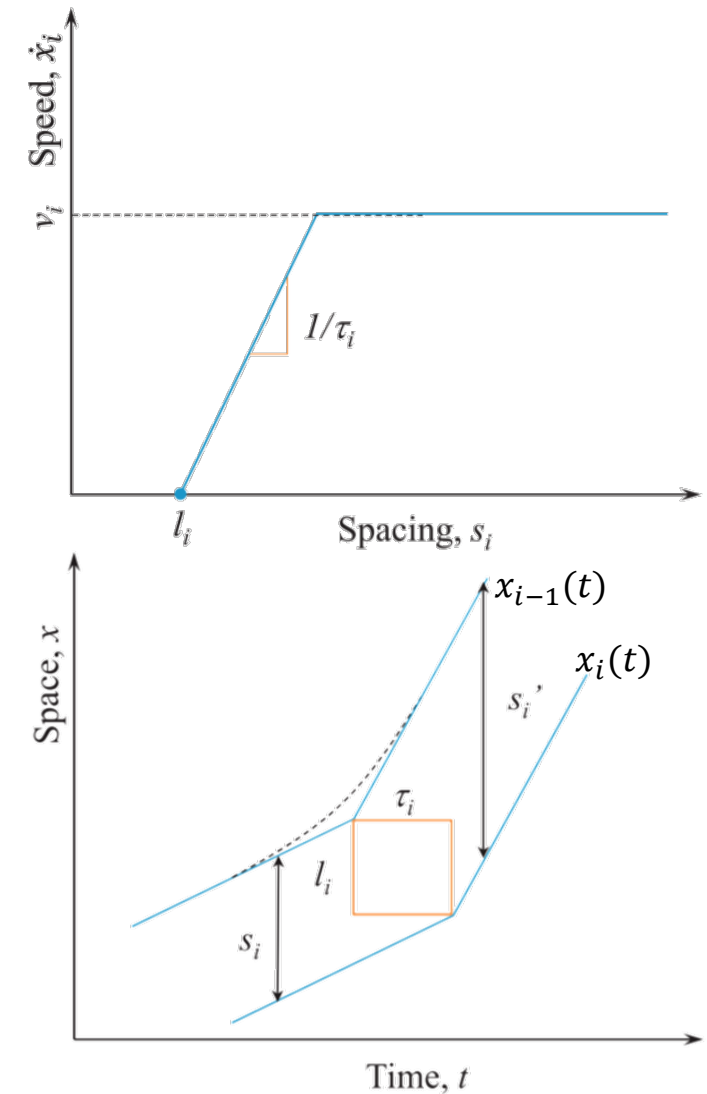 Speed, ẋᵢ
vᵢ
1/τᵢ
lᵢ
Spacing, sᵢ
Space, x
xᵢ₋₁(t)
xᵢ(t)
sᵢ’
τᵢ
lᵢ
sᵢ
Time, t